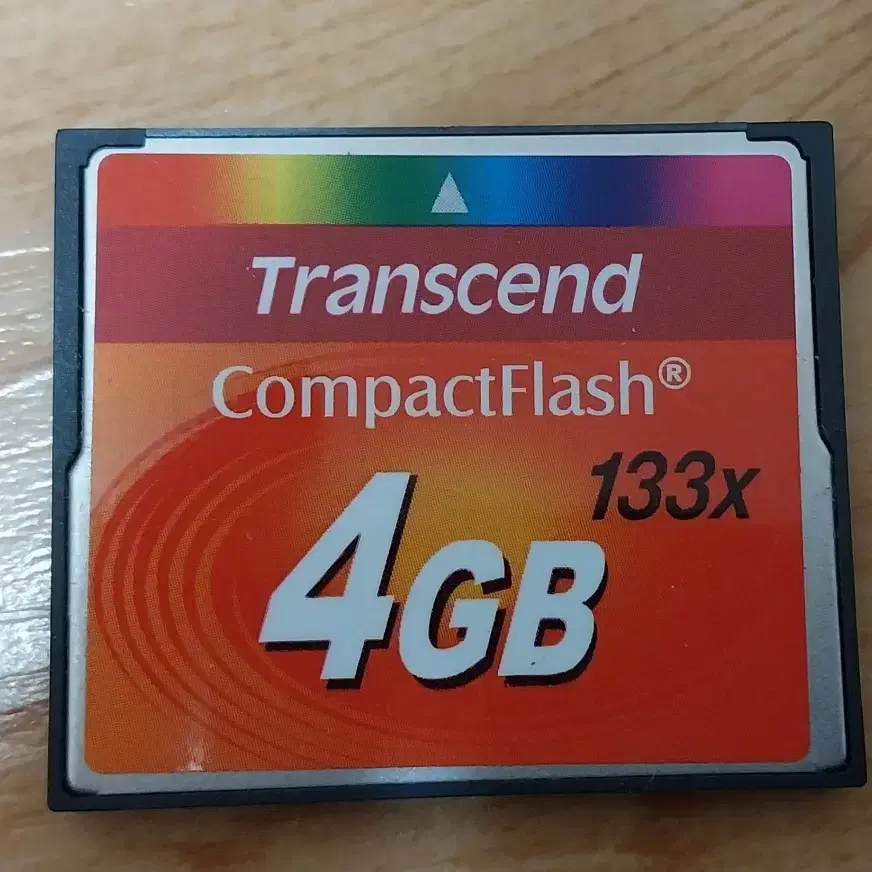 Transcend
CompactFlash®
133x
4GB